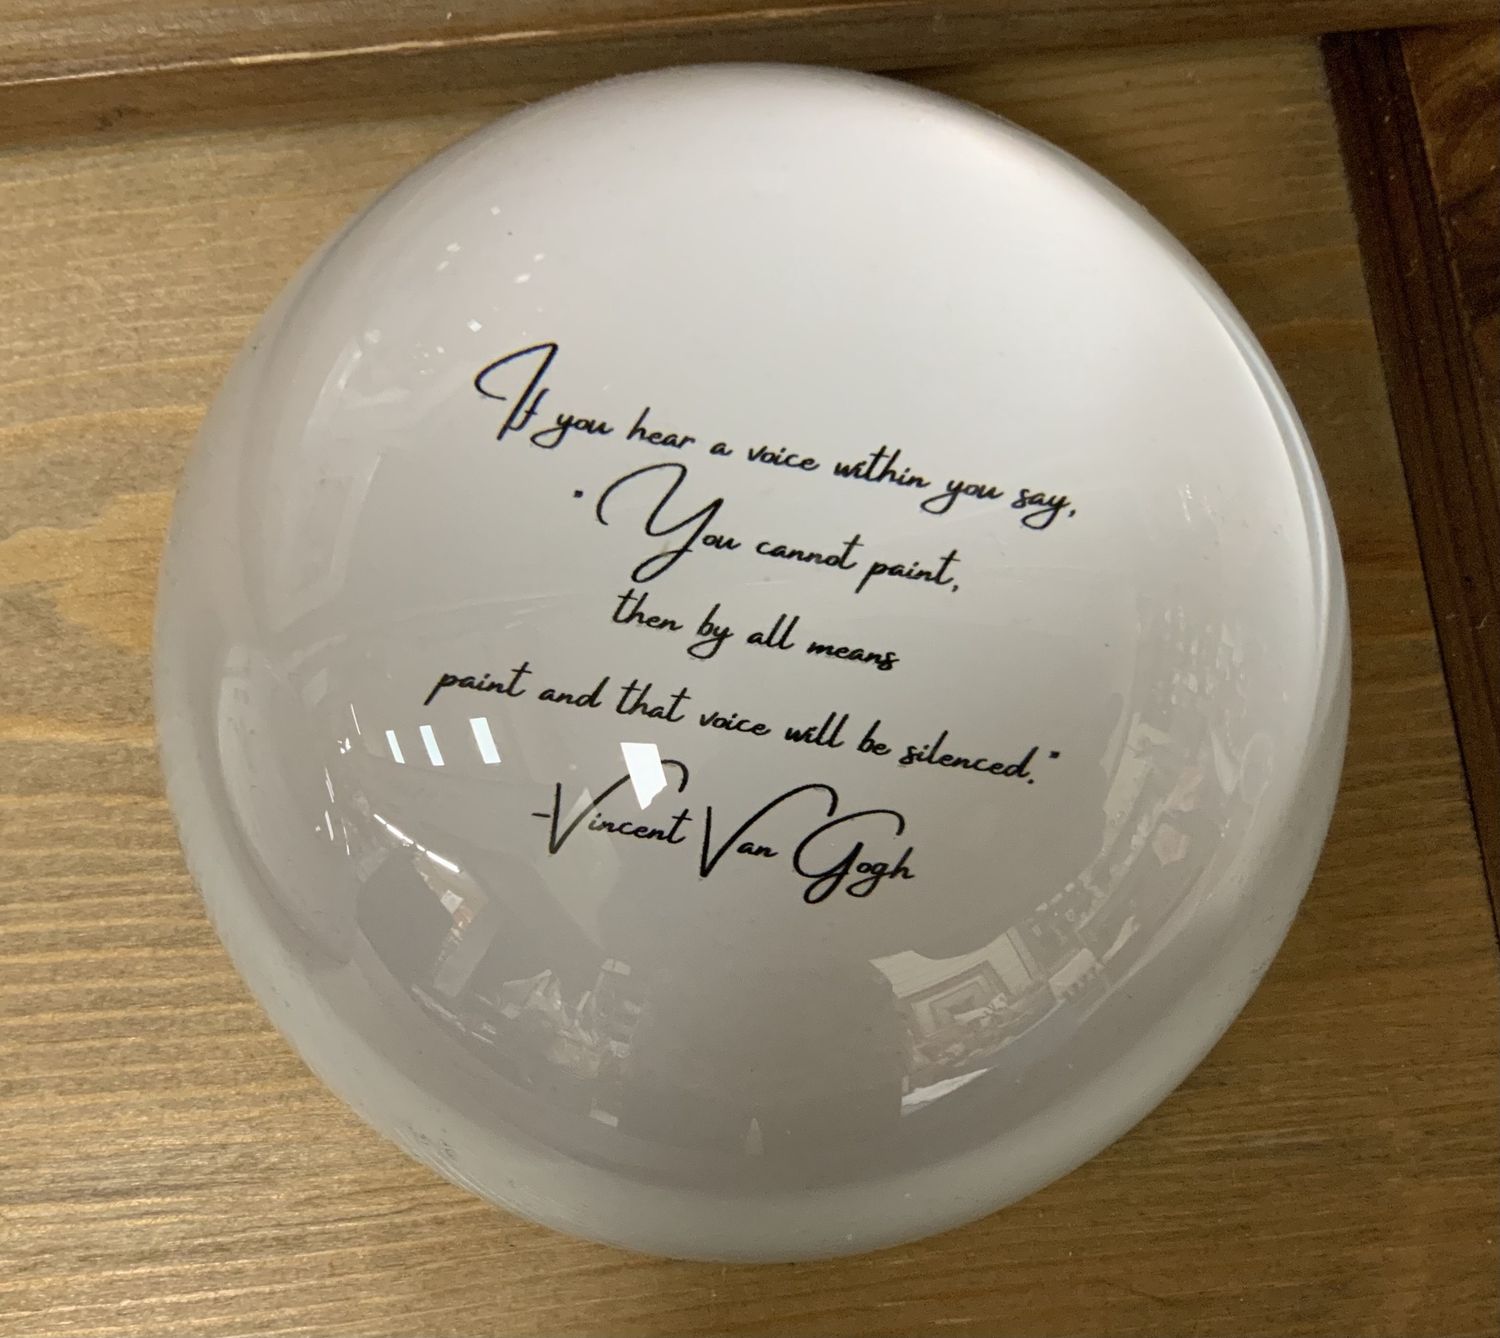 If you hear a voice within you say,
"You cannot paint,
then by all means
paint and that voice will be silenced."
-Vincent Van Gogh